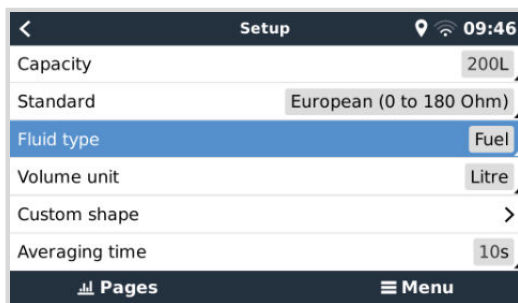 Setup 09:46
Capacity 200L
Standard European (0 to 180 Ohm)
Fluid type Fuel
Volume unit Litre
Custom shape
Averaging time 10s
Pages Menu